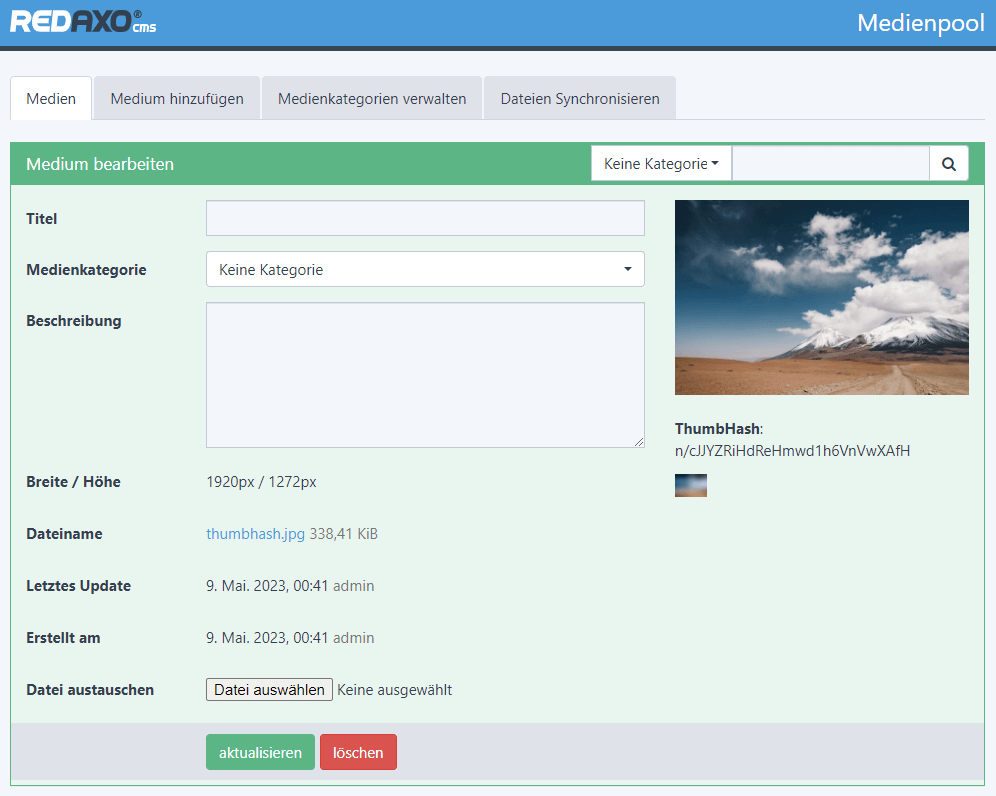 REDAXO® cms
Medienpool
Medien
Medium hinzufügen
Medienkategorien verwalten
Dateien Synchronisieren
Medium bearbeiten
Keine Kategorie
Titel
Medienkategorie
Keine Kategorie
Beschreibung
ThumbHash:
n/cJJYZRiHdReHmwd1h6VnVwXAfH
Breite / Höhe
1920px / 1272px
Dateiname
thumbhash.jpg 338,41 KiB
Letztes Update
9. Mai. 2023, 00:41 admin
Erstellt am
9. Mai. 2023, 00:41 admin
Datei austauschen
Datei auswählen Keine ausgewählt
aktualisieren
löschen